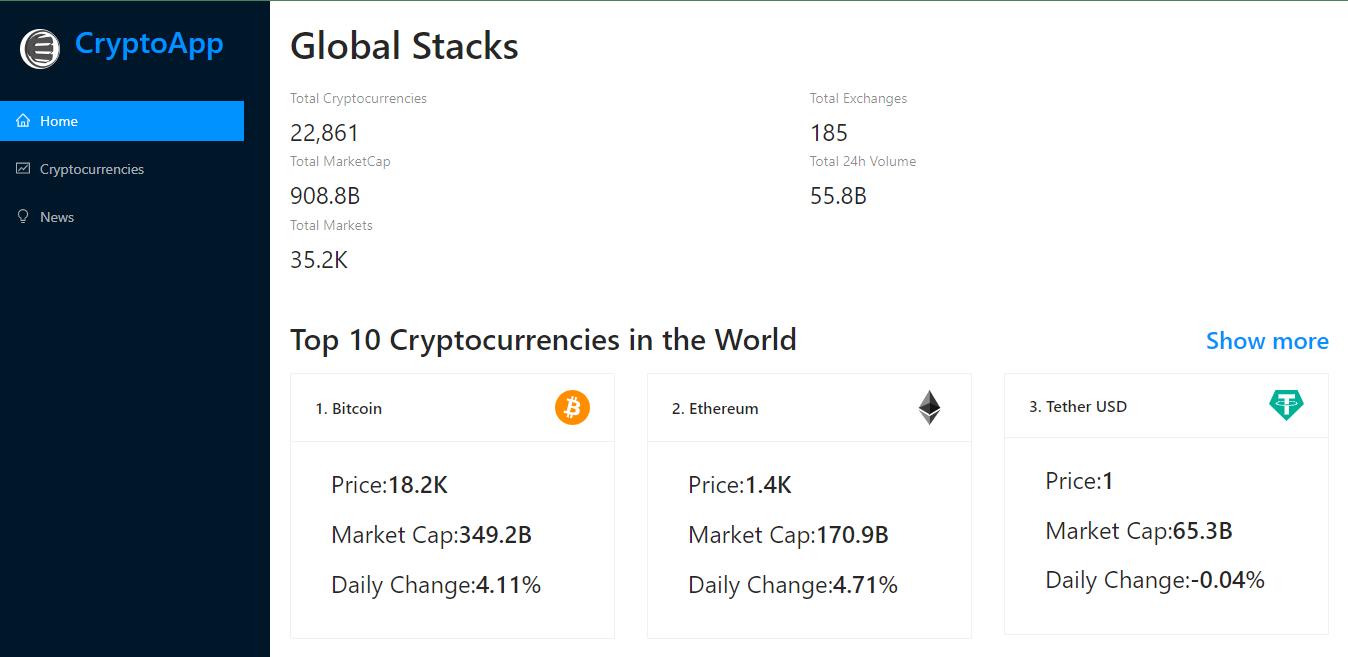 CryptoApp
Home
Cryptocurrencies
News
Global Stacks
Total Cryptocurrencies
22,861
Total Exchanges
185
Total MarketCap
908.8B
Total 24h Volume
55.8B
Total Markets
35.2K
Top 10 Cryptocurrencies in the World
Show more
1. Bitcoin
Price:18.2K
Market Cap:349.2B
Daily Change:4.11%
2. Ethereum
Price:1.4K
Market Cap:170.9B
Daily Change:4.71%
3. Tether USD
Price:1
Market Cap:65.3B
Daily Change:-0.04%